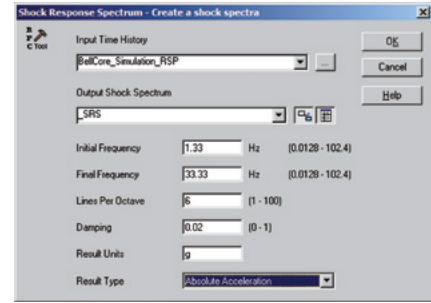 Shock Response Spectrum - Create a shock spectra
R P C Tool
Input Time History
BellCore_Simulation_RSP
...
OK
Cancel
Output Shock Spectrum
Help
_SRS
Initial Frequency 1.33 Hz (0.0128 - 102.4)
Final Frequency 33.33 Hz (0.0128 - 102.4)
Lines Per Octave 6 (1 - 100)
Damping 0.02 (0 - 1)
Result Units g
Result Type Absolute Acceleration